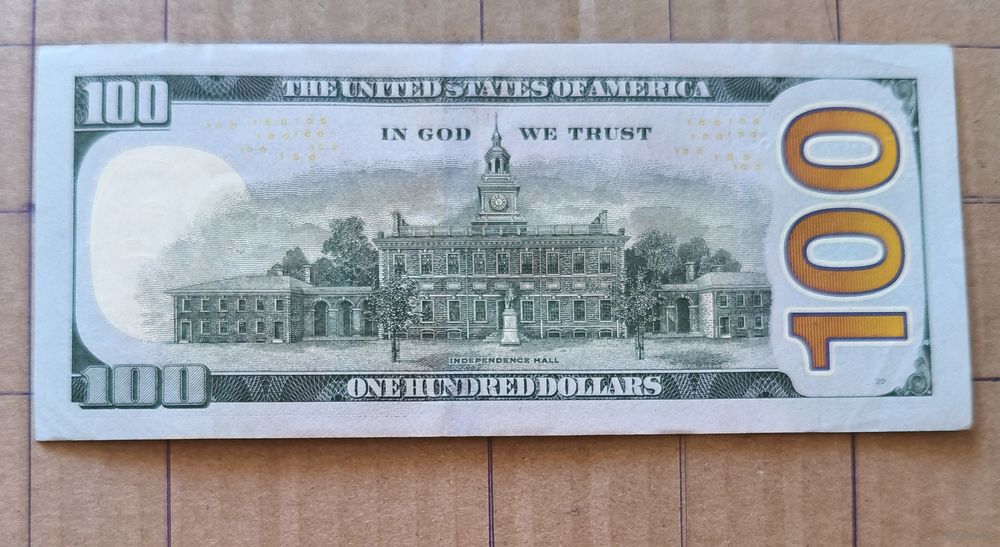 100
THE UNITED STATES OF AMERICA
IN GOD WE TRUST
100
INDEPENDENCE HALL
100
ONE HUNDRED DOLLARS